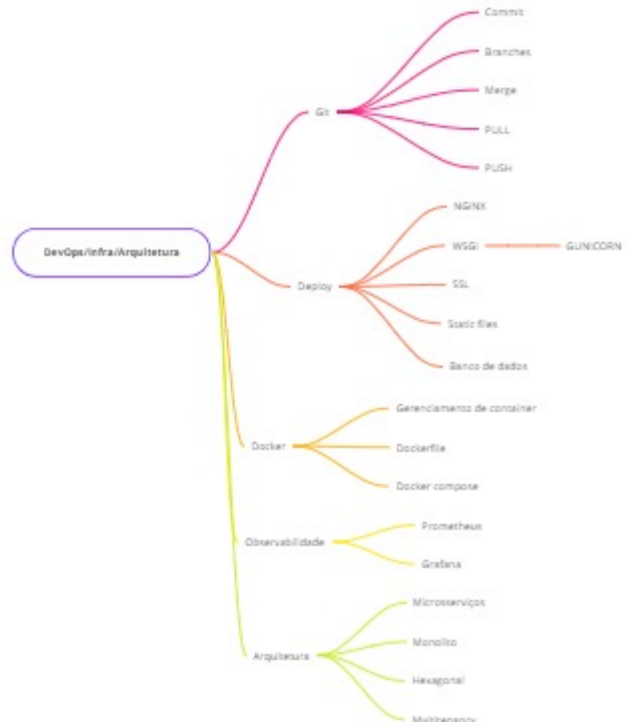 DevOps/Infra/Arquitetura
Git
Commit
Branches
Merge
PULL
PUSH
Deploy
NGINX
WSGI
GUNICORN
SSL
Static files
Banco de dados
Docker
Gerenciamento de container
Dockerfile
Docker compose
Observabilidade
Prometheus
Grafana
Arquitetura
Microsserviços
Monolito
Hexagonal